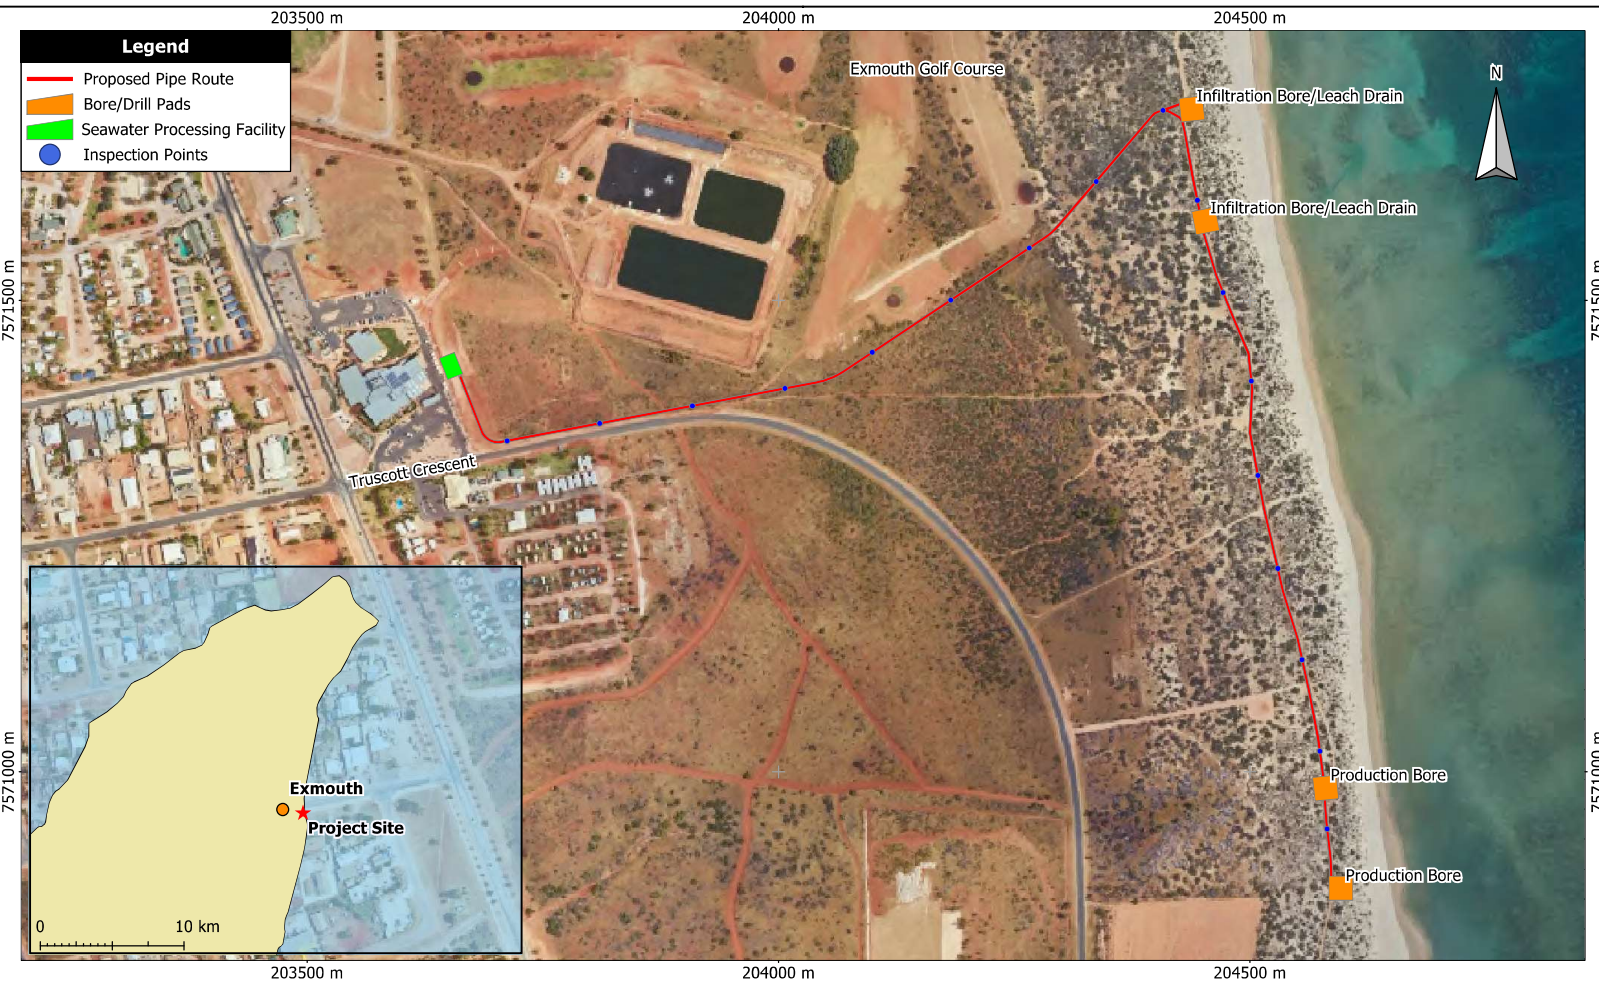 203500 m
204000 m
204500 m
Legend
Proposed Pipe Route
Bore/Drill Pads
Seawater Processing Facility
Inspection Points
Exmouth Golf Course
N
Infiltration Bore/Leach Drain
Infiltration Bore/Leach Drain
7571500 m
7571500 m
Truscott Crescent
7571000 m
7571000 m
Production Bore
Production Bore
Exmouth
Project Site
0
10 km
203500 m
204000 m
204500 m